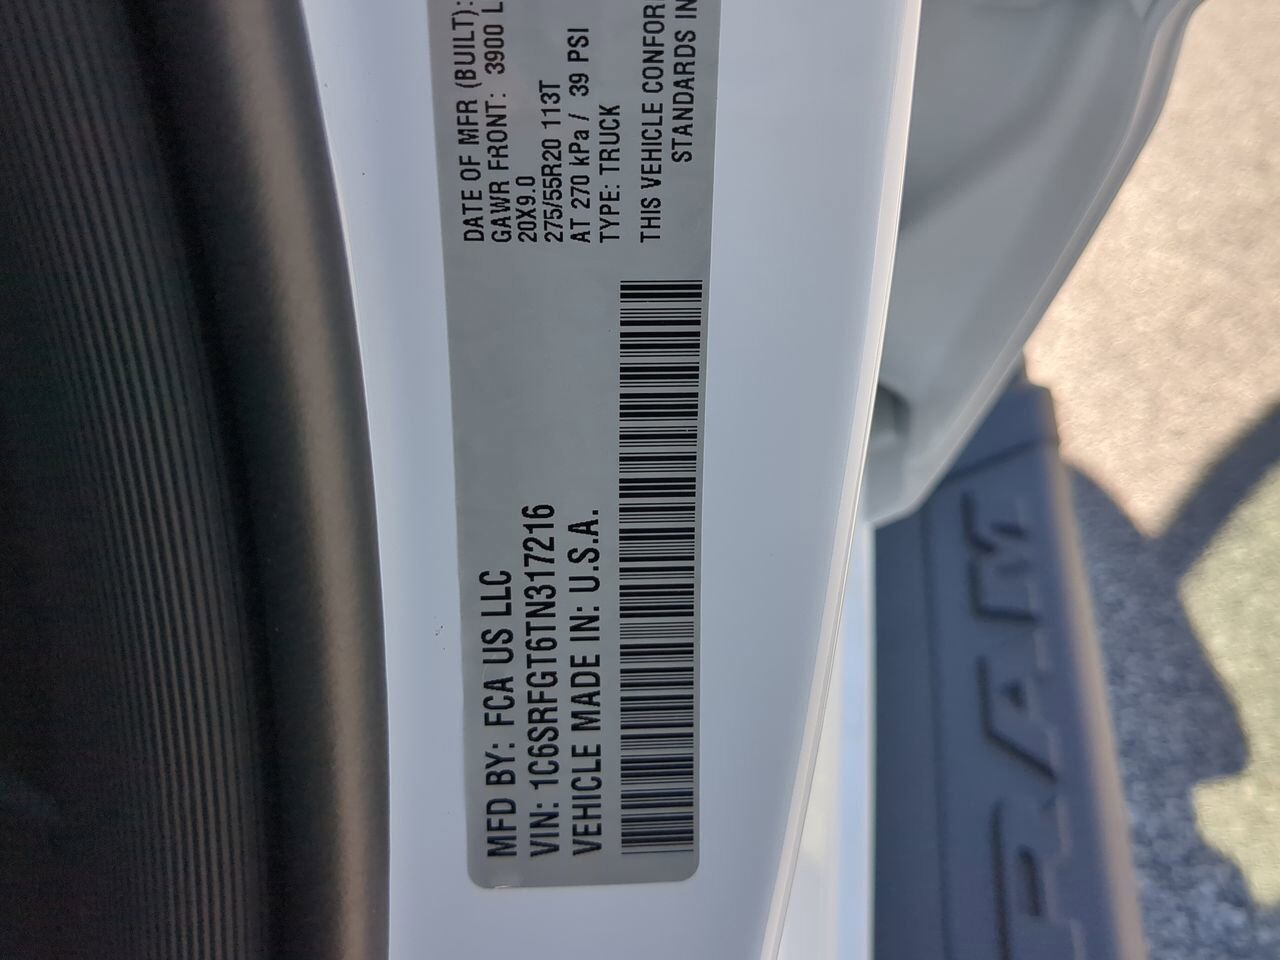 MFD BY: FCA US LLC
VIN: 1C6SRFGT6TN317216
VEHICLE MADE IN: U.S.A.
DATE OF MFR (BUILT):
GAWR FRONT: 3900 L
20X9.0
275/55R20 113T
AT 270 kPa / 39 PSI
TYPE: TRUCK
THIS VEHICLE CONFOR
STANDARDS IN
RAM